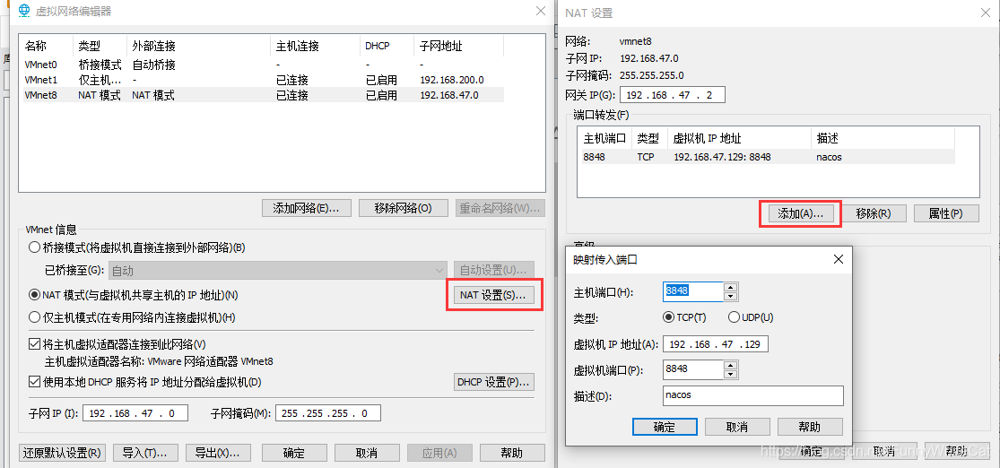 虚拟网络编辑器
名称 类型 外部连接 主机连接 DHCP 子网地址
VMnet0 桥接模式 自动桥接 - - -
VMnet1 仅主机... - 已连接 已启用 192.168.200.0
VMnet8 NAT 模式 NAT 模式 已连接 已启用 192.168.47.0
添加网络(E)... 移除网络(O) 重命名网络(W)...
VMnet 信息
桥接模式(将虚拟机直接连接到外部网络)(B)
已桥接至(G): 自动 自动设置(U)...
NAT 模式(与虚拟机共享主机的 IP 地址)(N) NAT 设置(S)...
仅主机模式(在专用网络内连接虚拟机)(H)
将主机虚拟适配器连接到此网络(V)
主机虚拟适配器名称: VMware 网络适配器 VMnet8
使用本地 DHCP 服务将 IP 地址分配给虚拟机(D) DHCP 设置(P)...
子网 IP (I): 192 . 168 . 47 . 0 子网掩码(M): 255 . 255 . 255 . 0
还原默认设置(R) 导入(T)... 导出(X)... 确定 取消 应用(A) 帮助
NAT 设置
网络: vmnet8
子网 IP: 192.168.47.0
子网掩码: 255.255.255.0
网关 IP(G): 192 . 168 . 47 . 2
端口转发(F)
主机端口 类型 虚拟机 IP 地址 描述
8848 TCP 192.168.47.129: 8848 nacos
添加(A)... 移除(R) 属性(P)
高级
映射传入端口
主机端口(H): 8848
类型: TCP(T) UDP(U)
虚拟机 IP 地址(A): 192 . 168 . 47 . 129
虚拟机端口(P): 8848
描述(D): nacos
确定 取消 帮助
确定 取消 帮助